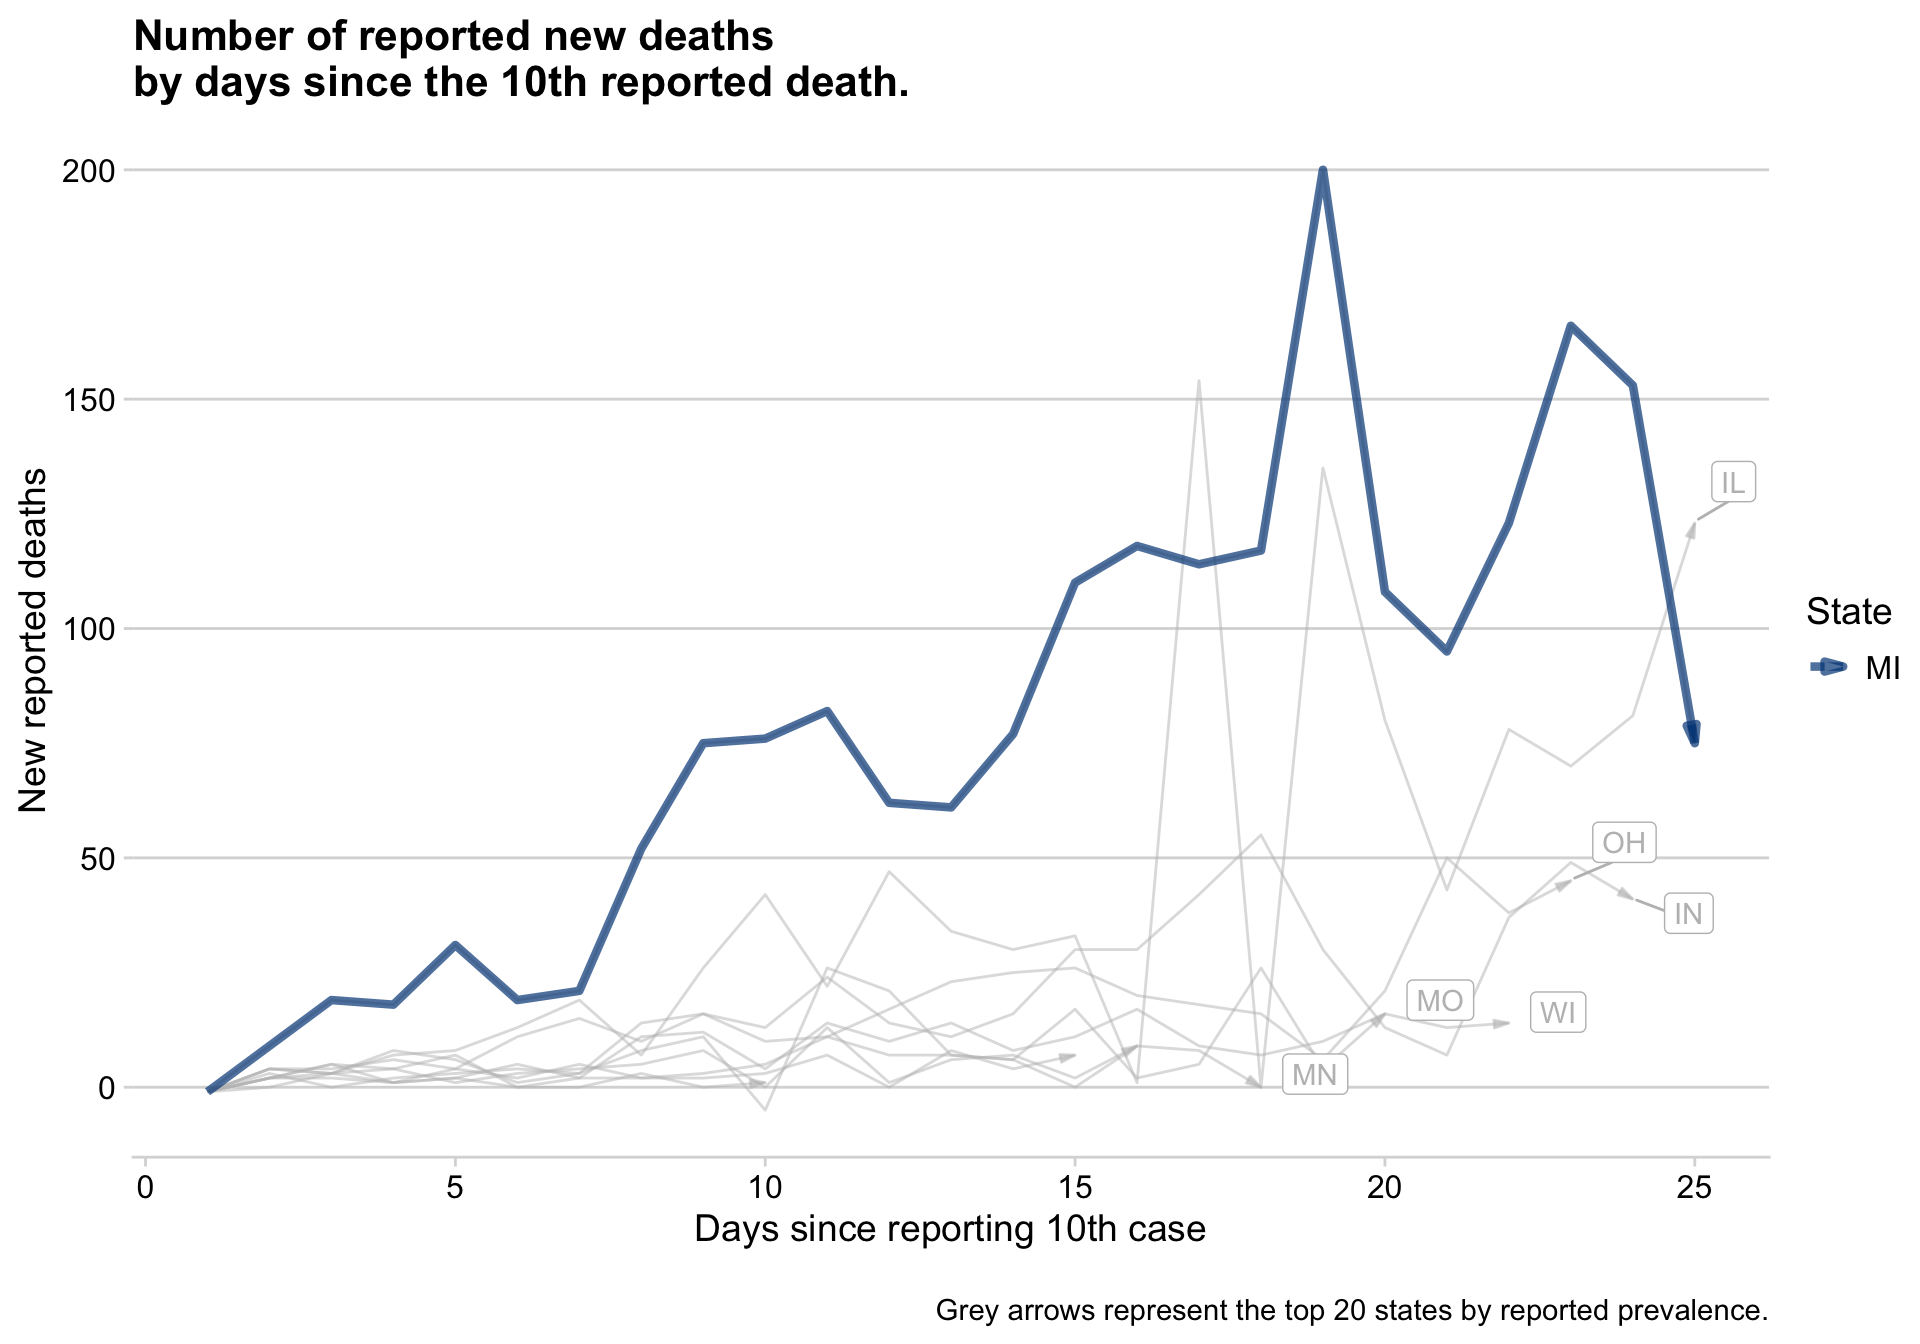 Number of reported new deaths
by days since the 10th reported death.
New reported deaths
200
150
100
50
0
IL
OH
IN
MO
WI
MN
State
MI
0
5
10
15
20
25
Days since reporting 10th case
Grey arrows represent the top 20 states by reported prevalence.